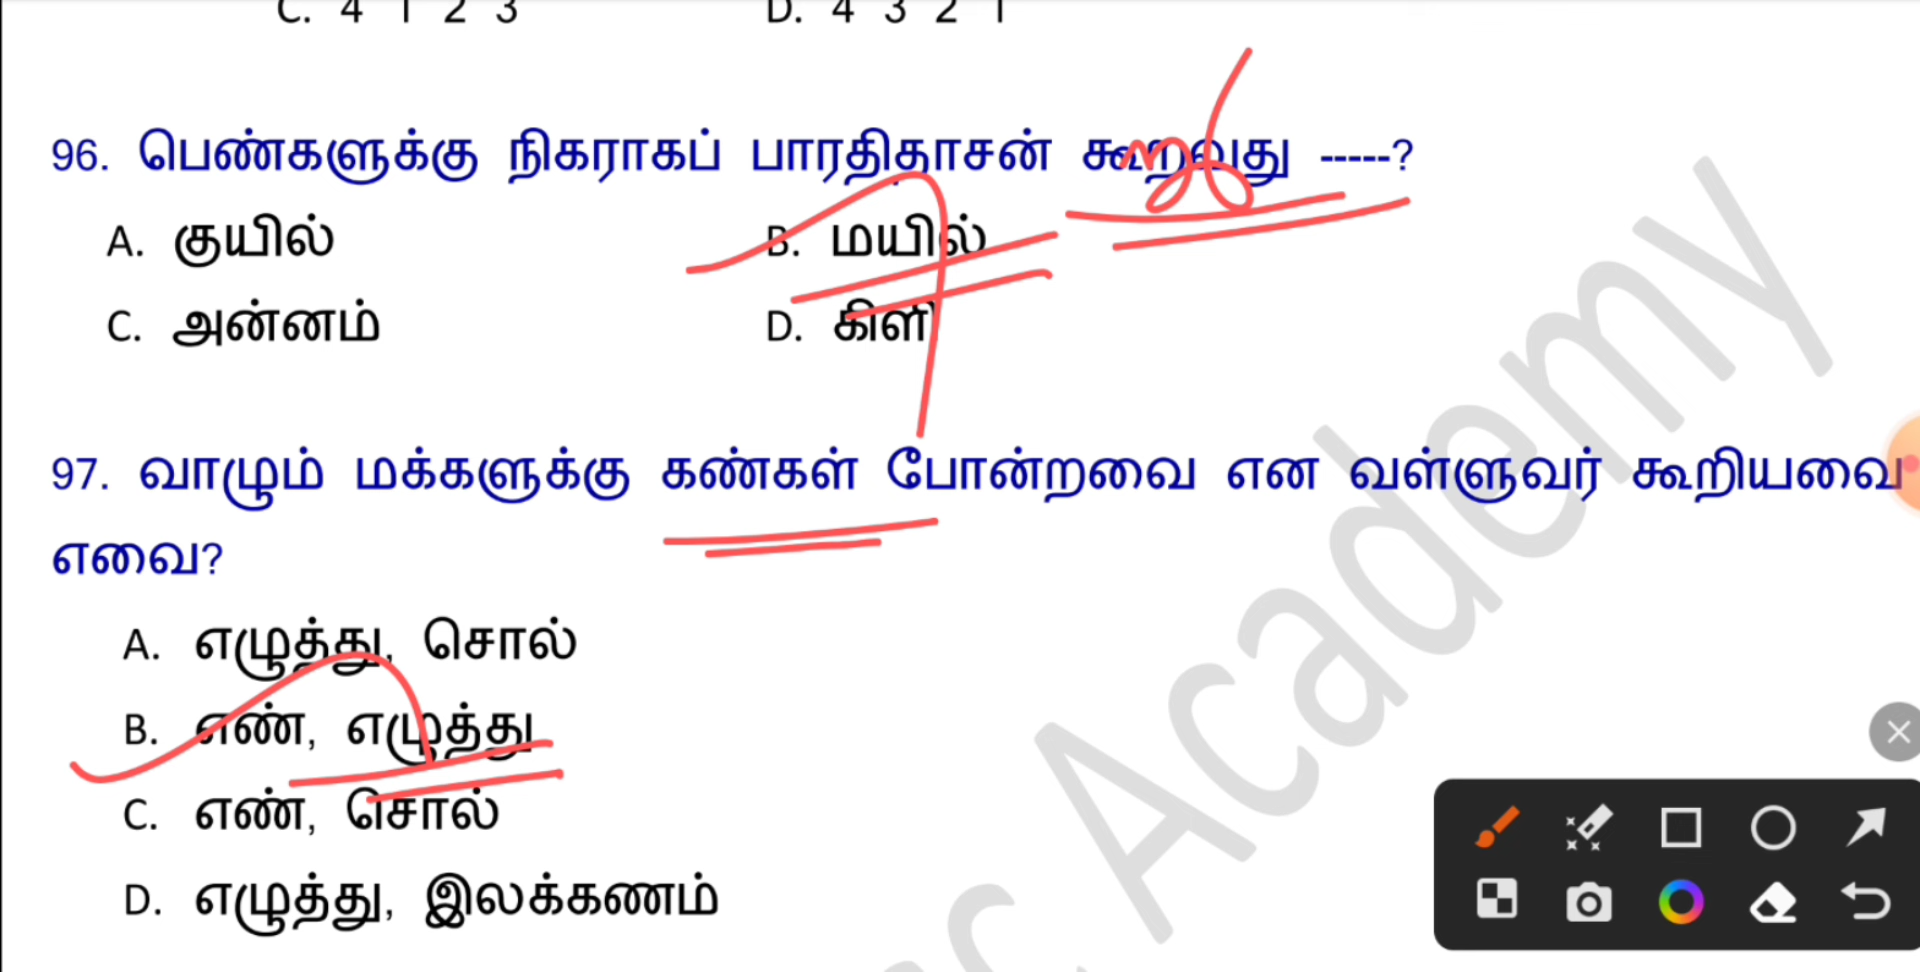 C. 4 1 2 3 D. 4 3 2 1
96. பெண்களுக்கு நிகராகப் பாரதிதாசன் கூறுவது -----?
A. குயில் B. மயில்
C. அன்னம் D. கிளி
97. வாழும் மக்களுக்கு கண்கள் போன்றவை என வள்ளுவர் கூறியவை
எவை?
A. எழுத்து, சொல்
B. எண், எழுத்து
C. எண், சொல்
D. எழுத்து, இலக்கணம்
c Academy